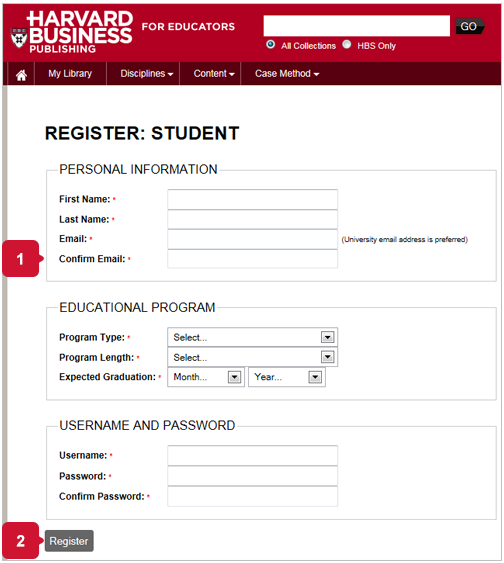 HARVARD
BUSINESS
PUBLISHING
FOR EDUCATORS
GO
All Collections HBS Only
My Library Disciplines Content Case Method
REGISTER: STUDENT
PERSONAL INFORMATION
First Name: *
Last Name: *
Email: * (University email address is preferred)
1 Confirm Email: *
EDUCATIONAL PROGRAM
Program Type: * Select...
Program Length: * Select...
Expected Graduation: * Month... Year...
USERNAME AND PASSWORD
Username: *
Password: *
Confirm Password: *
2 Register